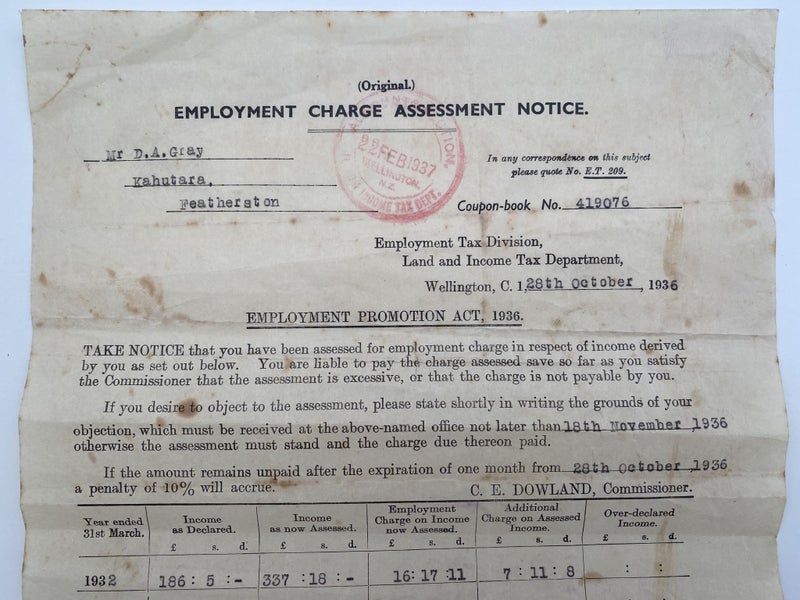 (Original.)
EMPLOYMENT CHARGE ASSESSMENT NOTICE.
Mr D.A.Gray
Kahutara,
Featherston
22 FEB 1937
WELLINGTON,
N.Z.
INCOME TAX DEPT.
In any correspondence on this subject
please quote No. E.T. 209.
Coupon-book No. 419076
Employment Tax Division,
Land and Income Tax Department,
Wellington, C. 1, 28th October, 1936
EMPLOYMENT PROMOTION ACT, 1936.
TAKE NOTICE that you have been assessed for employment charge in respect of income derived
by you as set out below. You are liable to pay the charge assessed save so far as you satisfy
the Commissioner that the assessment is excessive, or that the charge is not payable by you.
If you desire to object to the assessment, please state shortly in writing the grounds of your
objection, which must be received at the above-named office not later than 18th November, 1936
otherwise the assessment must stand and the charge due thereon paid.
If the amount remains unpaid after the expiration of one month from 28th October, 1936
a penalty of 10% will accrue.
C. E. DOWLAND, Commissioner.
Year ended 31st March. Income as Declared. Income as now Assessed. Employment Charge on Income now Assessed. Additional Charge on Assessed Income. Over-declared Income.
£ s. d. £ s. d. £ s. d. £ s. d. £ s. d.
1932 186 : 5 : - 337 : 18 : - 16 : 17 : 11 7 : 11 : 8 : :